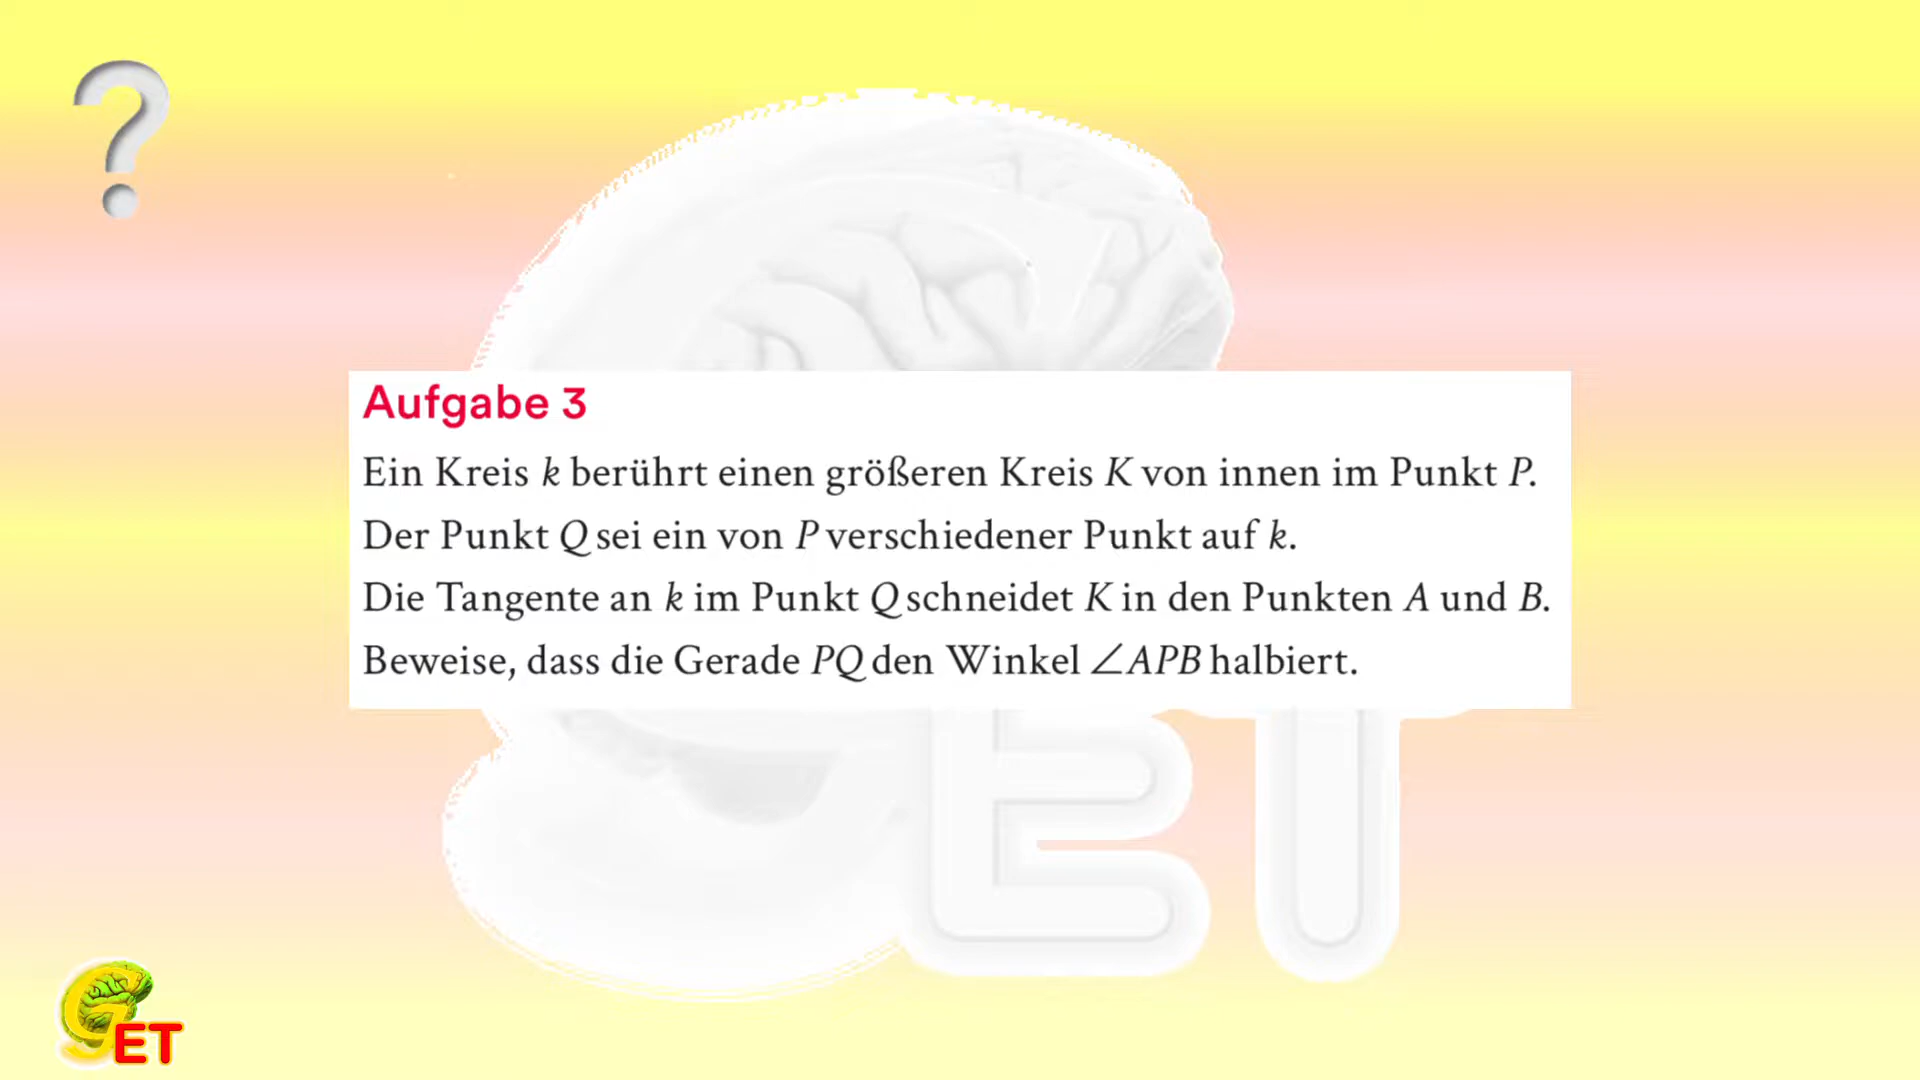 ?
Aufgabe 3
Ein Kreis k berührt einen größeren Kreis K von innen im Punkt P.
Der Punkt Q sei ein von P verschiedener Punkt auf k.
Die Tangente an k im Punkt Q schneidet K in den Punkten A und B.
Beweise, dass die Gerade PQ den Winkel ∠APB halbiert.
ET
GET